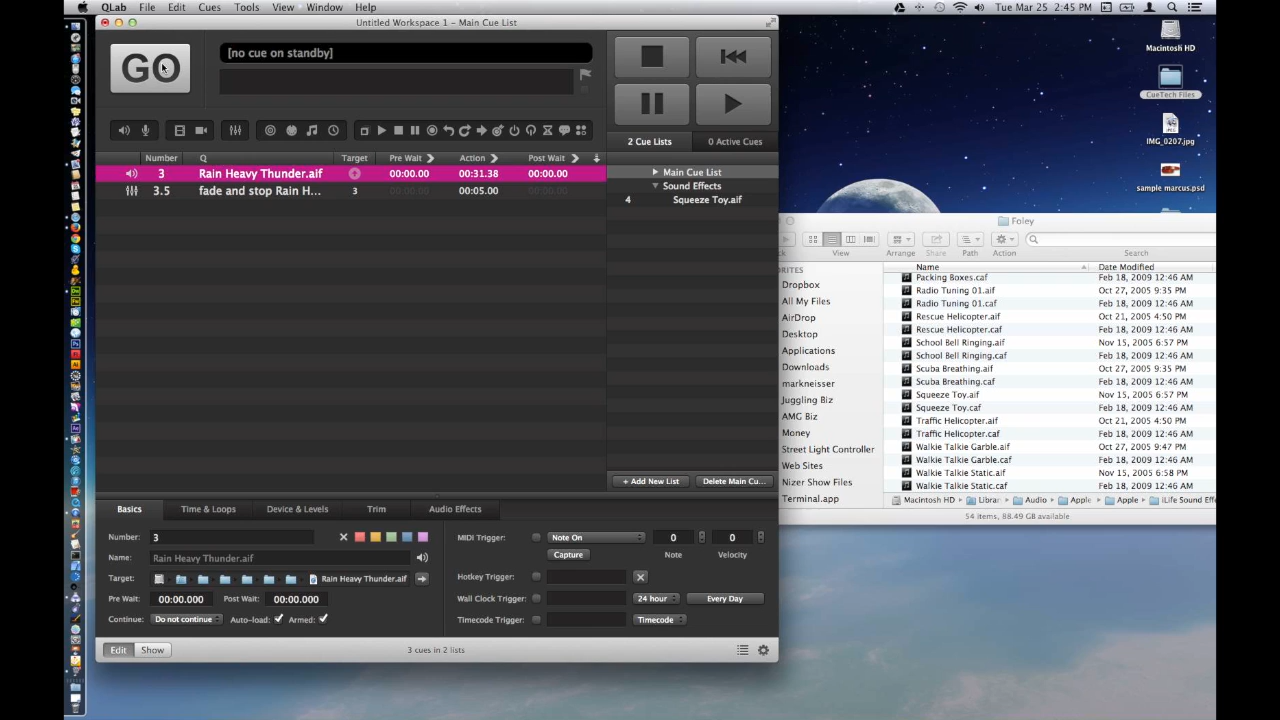 QLab File Edit Cues Tools View Window Help Tue Mar 25 2:45 PM
Untitled Workspace 1 - Main Cue List
GO
[no cue on standby]
2 Cue Lists 0 Active Cues
Number Q Target Pre Wait Action Post Wait
3 Rain Heavy Thunder.aif 00:00.00 00:31.38 00:00.00
3.5 fade and stop Rain H... 3 00:00.00 00:05.00 00:00.00
Main Cue List
Sound Effects
4 Squeeze Toy.aif
+ Add New List Delete Main Cu...
Basics Time & Loops Device & Levels Trim Audio Effects
Number: 3
Name: Rain Heavy Thunder.aif
Target: Rain Heavy Thunder.aif
Pre Wait: 00:00.000 Post Wait: 00:00.000
Continue: Do not continue Auto-load: Armed:
MIDI Trigger: Note On 0 0
Capture Note Velocity
Hotkey Trigger:
Wall Clock Trigger: 24 hour Every Day
Timecode Trigger: Timecode
Edit Show 3 cues in 2 lists
Macintosh HD
CueTech Files
IMG_0207.jpg
sample marcus.psd
Foley
View Arrange Share Path Action Search
Name Date Modified
Packing Boxes.caf Feb 18, 2009 12:46 AM
Radio Tuning 01.aif Oct 27, 2005 9:35 PM
Radio Tuning 01.caf Feb 18, 2009 12:46 AM
Rescue Helicopter.aif Oct 21, 2005 4:50 PM
Rescue Helicopter.caf Feb 18, 2009 12:46 AM
School Bell Ringing.aif Nov 15, 2005 6:57 PM
School Bell Ringing.caf Feb 18, 2009 12:46 AM
Scuba Breathing.aif Oct 27, 2005 9:35 PM
Scuba Breathing.caf Feb 18, 2009 12:46 AM
Squeeze Toy.aif Nov 15, 2005 6:57 PM
Squeeze Toy.caf Feb 18, 2009 12:46 AM
Traffic Helicopter.aif Oct 21, 2005 4:50 PM
Traffic Helicopter.caf Feb 18, 2009 12:46 AM
Walkie Talkie Garble.aif Oct 27, 2005 9:47 PM
Walkie Talkie Garble.caf Feb 18, 2009 12:46 AM
Walkie Talkie Static.aif Nov 15, 2005 6:58 PM
Walkie Talkie Static.caf Feb 18, 2009 12:46 AM
RITES
Dropbox
All My Files
AirDrop
Desktop
Applications
Downloads
markneisser
Juggling Biz
AMG Biz
Money
Street Light Controller
Web Sites
Nizer Show Files
Terminal.app
Macintosh HD Librar Audio Apple Apple iLife Sound Effe
54 items, 88.49 GB available